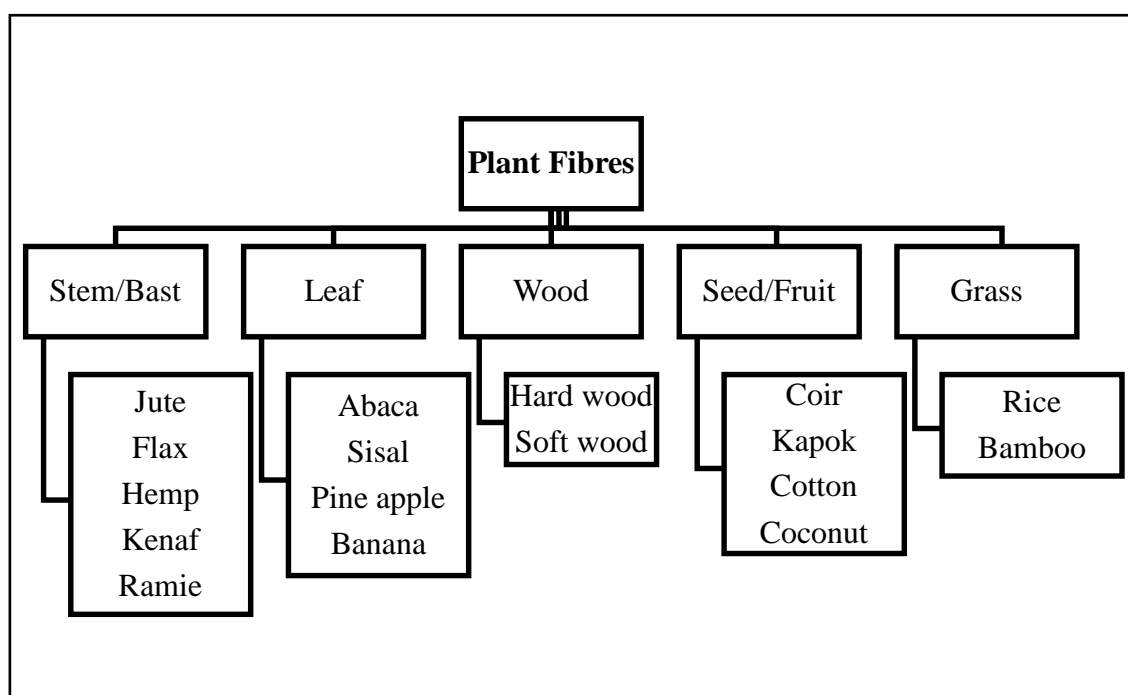 Plant Fibres
Stem/Bast
Leaf
Wood
Seed/Fruit
Grass
Jute
Flax
Hemp
Kenaf
Ramie
Abaca
Sisal
Pine apple
Banana
Hard wood
Soft wood
Coir
Kapok
Cotton
Coconut
Rice
Bamboo